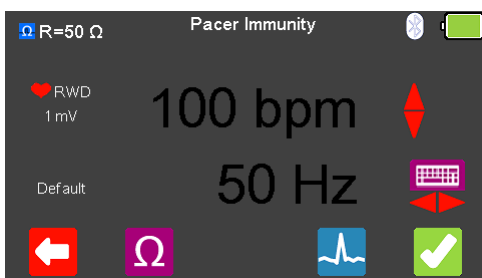 Ω R=50 Ω
Pacer Immunity
RWD
1 mV
100 bpm
Default
50 Hz
Ω